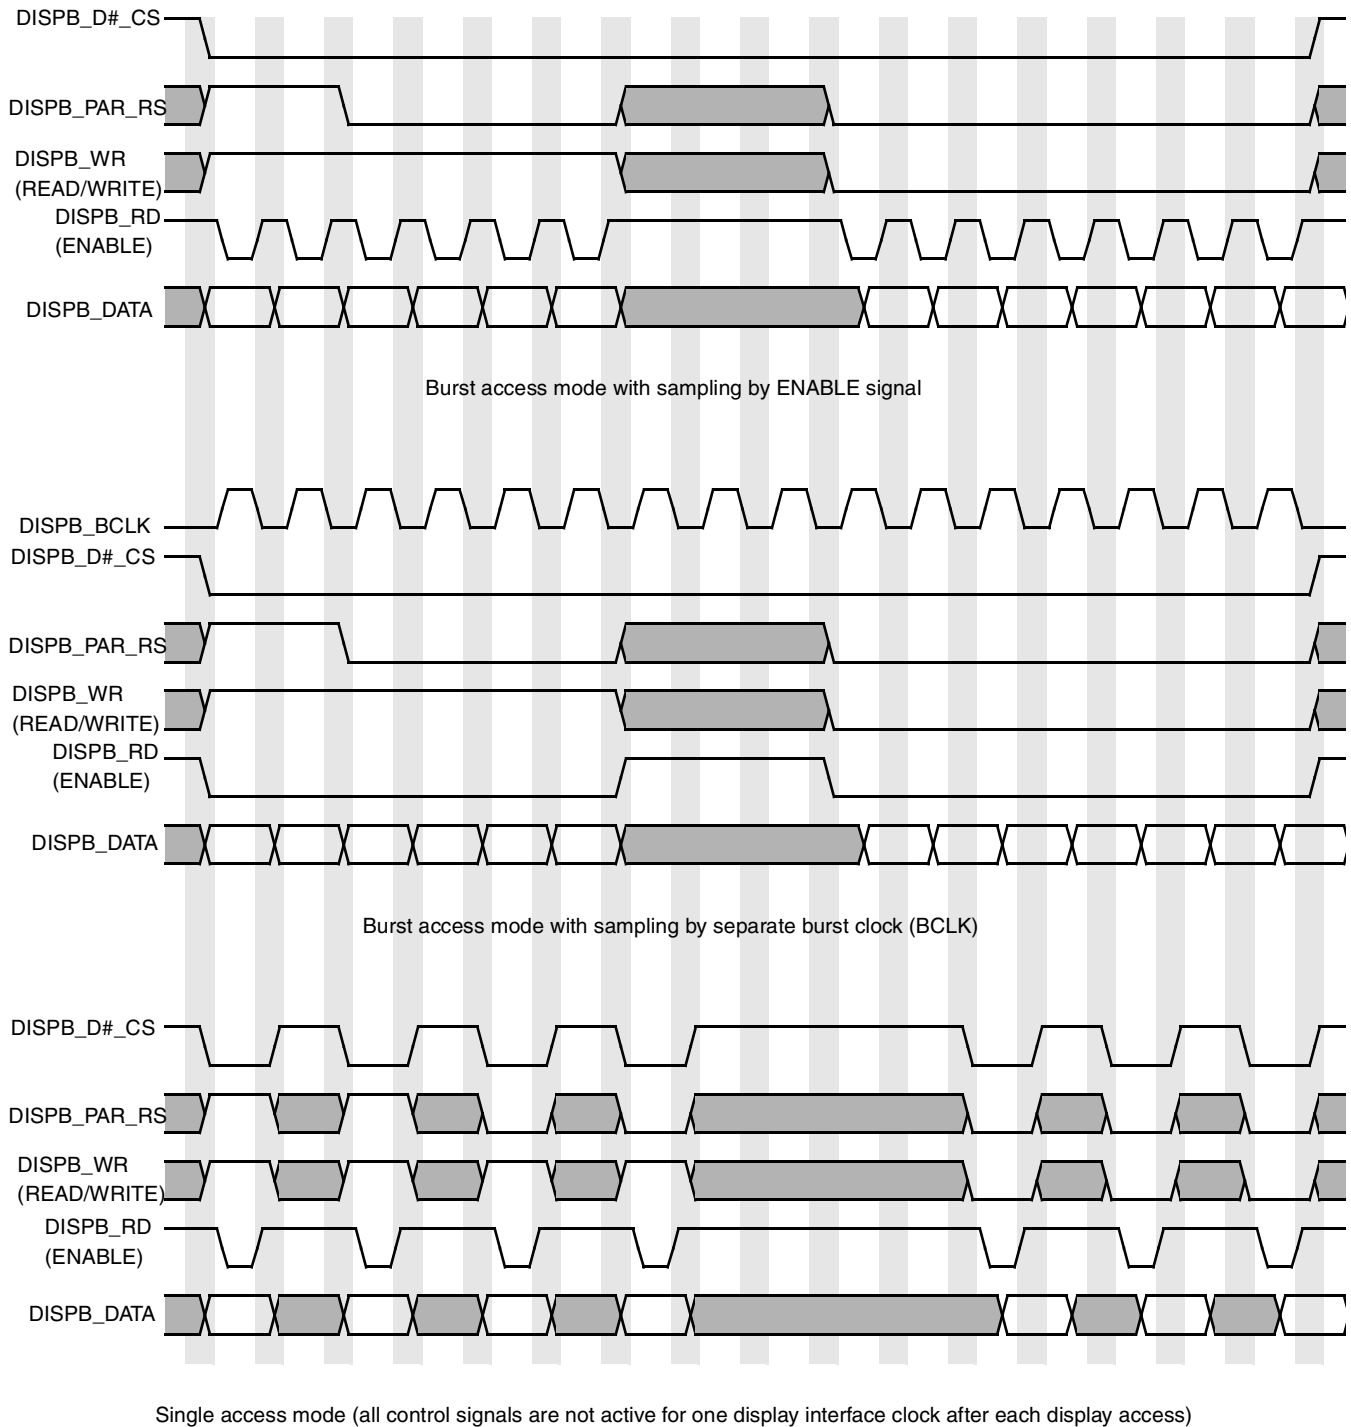 DISPB_D#_CS
DISPB_PAR_RS
DISPB_WR
(READ/WRITE)
DISPB_RD
(ENABLE)
DISPB_DATA
Burst access mode with sampling by ENABLE signal
DISPB_BCLK
DISPB_D#_CS
DISPB_PAR_RS
DISPB_WR
(READ/WRITE)
DISPB_RD
(ENABLE)
DISPB_DATA
Burst access mode with sampling by separate burst clock (BCLK)
DISPB_D#_CS
DISPB_PAR_RS
DISPB_WR
(READ/WRITE)
DISPB_RD
(ENABLE)
DISPB_DATA
Single access mode (all control signals are not active for one display interface clock after each display access)